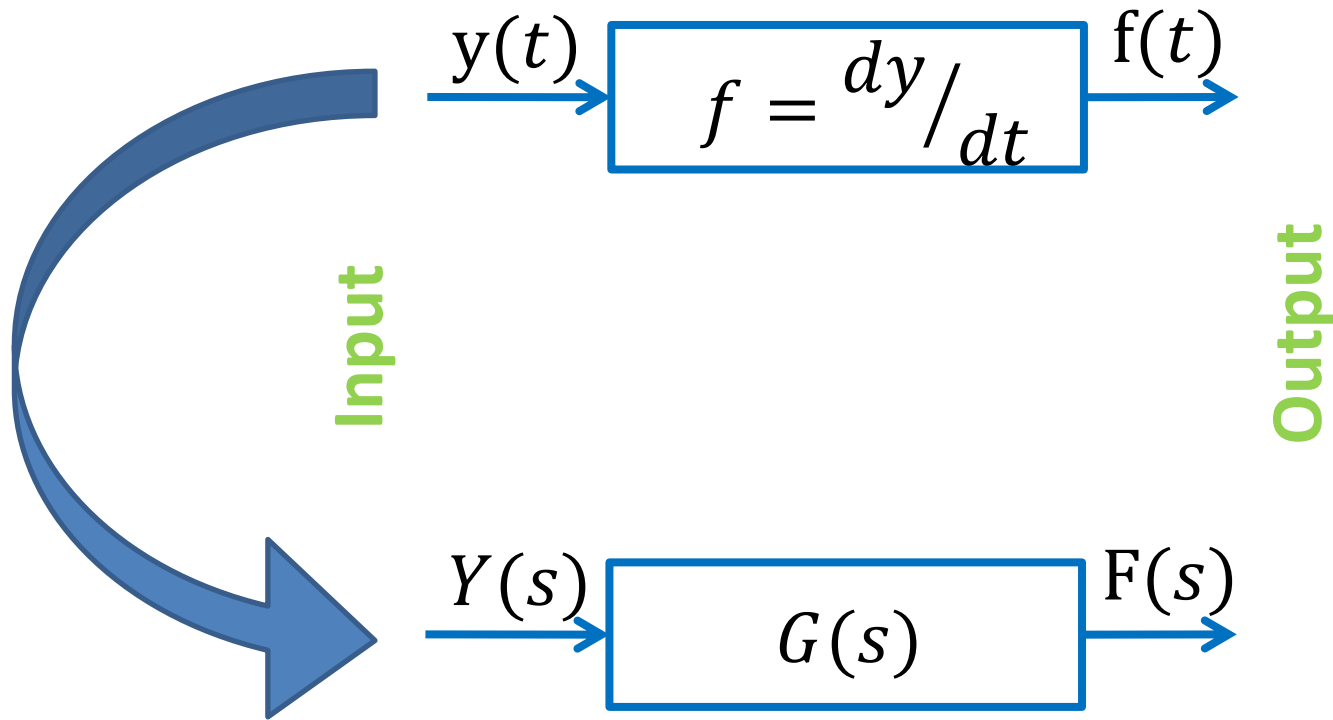 y(t)
f = dy/dt
f(t)
Input
Output
Y(s)
G(s)
F(s)